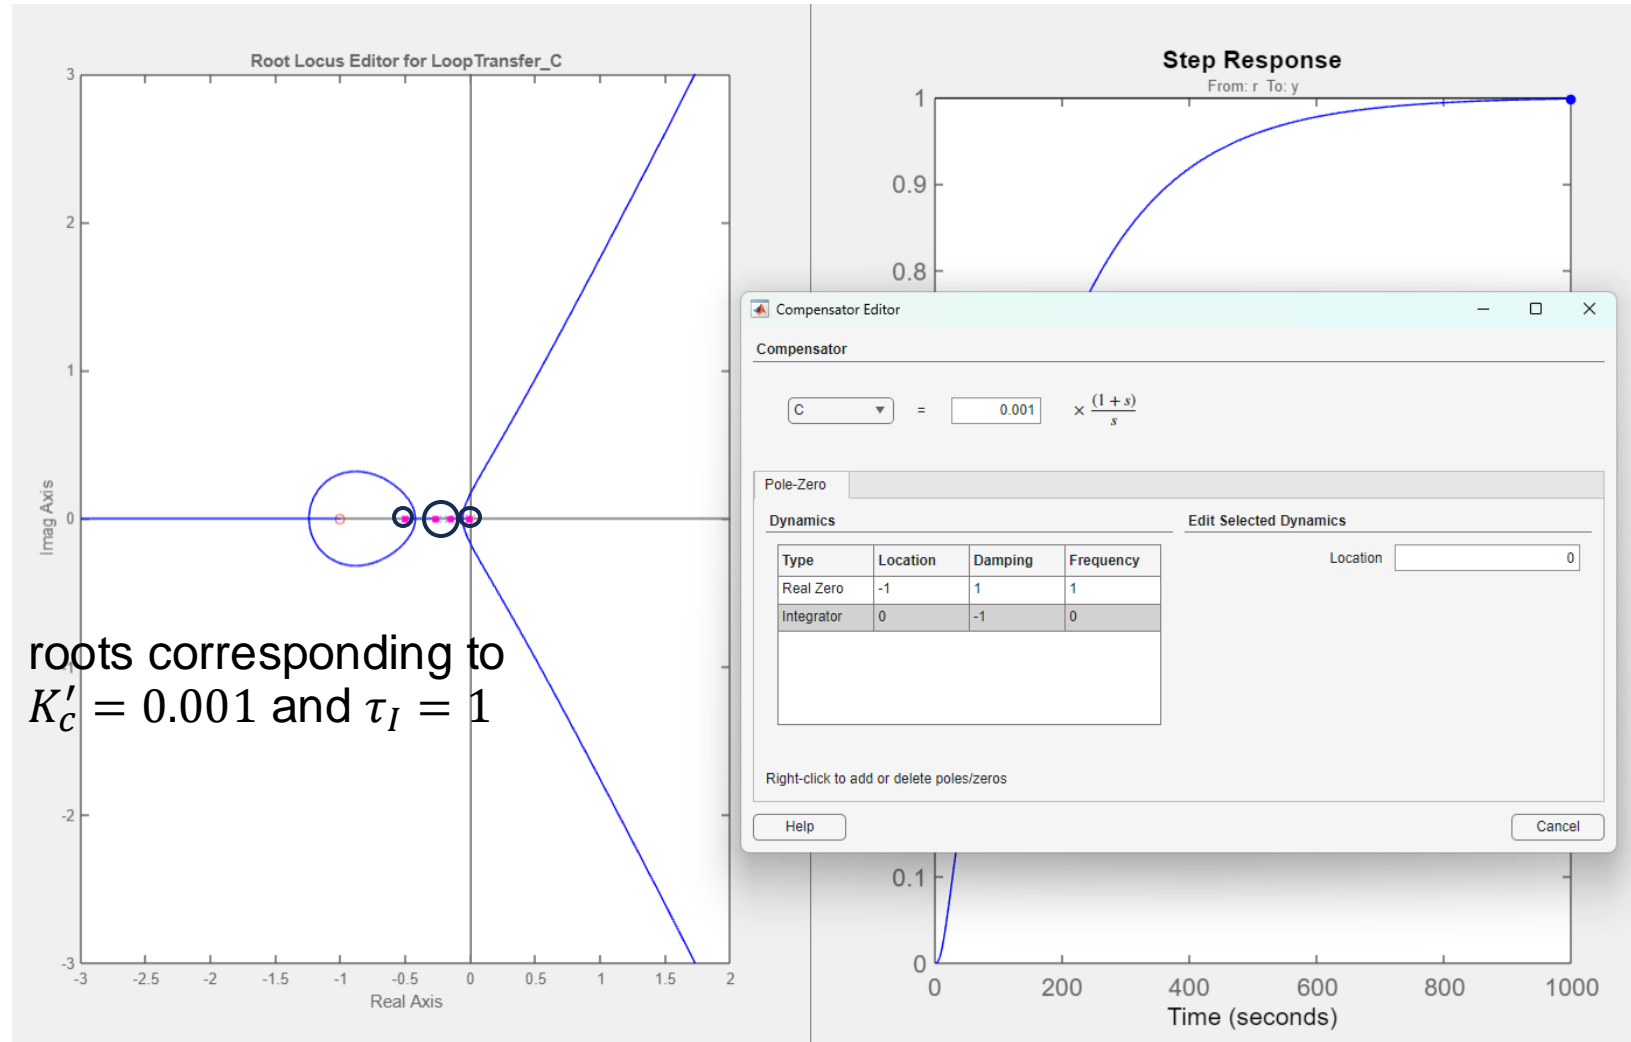 Root Locus Editor for LoopTransfer_C
3
2
1
0
-1
-2
-3
Imag Axis
-3 -2.5 -2 -1.5 -1 -0.5 0 0.5 1 1.5 2
Real Axis
roots corresponding to
K′c = 0.001 and τI = 1
Step Response
From: r To: y
1
0.9
0.8
0.1
0
0 200 400 600 800 1000
Time (seconds)
Compensator Editor
Compensator
C = 0.001 × (1 + s)
s
Pole-Zero
Dynamics
Type Location Damping Frequency
Real Zero -1 1 1
Integrator 0 -1 0
Right-click to add or delete poles/zeros
Edit Selected Dynamics
Location 0
Help Cancel